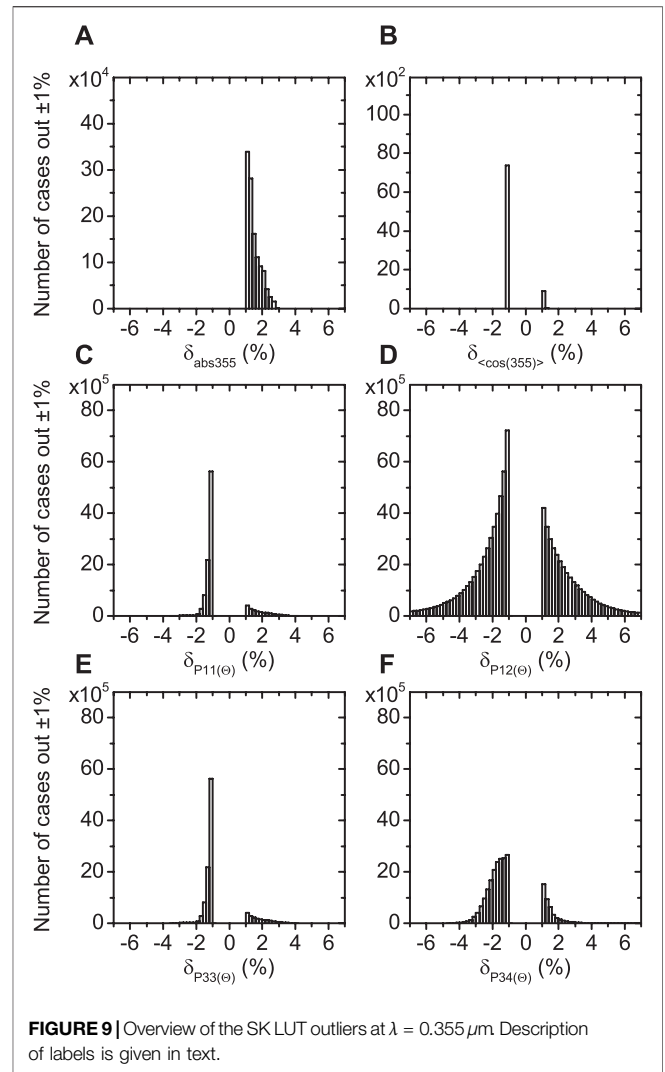 A
B
x10⁴
40
30
20
10
0
Number of cases out ±1%
-6 -4 -2 0 2 4 6
δabs355 (%)
x10²
100
80
60
40
20
0
-6 -4 -2 0 2 4 6
δ<cos(355)> (%)
C
D
x10⁵
80
60
40
20
0
Number of cases out ±1%
-6 -4 -2 0 2 4 6
δP11(Θ) (%)
x10⁵
80
60
40
20
0
-6 -4 -2 0 2 4 6
δP12(Θ) (%)
E
F
x10⁵
80
60
40
20
0
Number of cases out ±1%
-6 -4 -2 0 2 4 6
δP33(Θ) (%)
x10⁵
80
60
40
20
0
-6 -4 -2 0 2 4 6
δP34(Θ) (%)
FIGURE 9 | Overview of the SK LUT outliers at λ = 0.355 μm. Description
of labels is given in text.